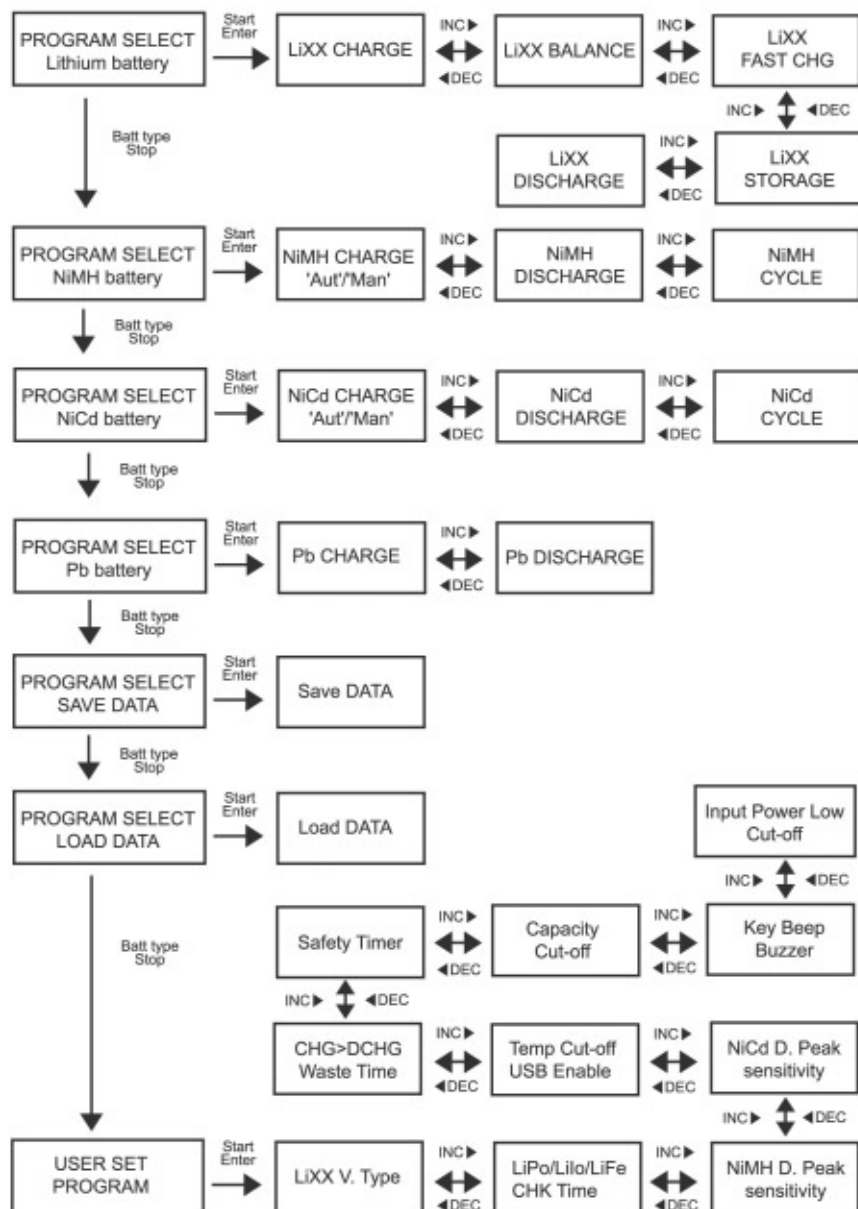 PROGRAM SELECT
Lithium battery
Start
Enter
LiXX CHARGE
INC▶
◀DEC
LiXX BALANCE
INC▶
◀DEC
LiXX
FAST CHG
INC▶ ◀DEC
Batt type
Stop
LiXX
DISCHARGE
INC▶
◀DEC
LiXX
STORAGE
PROGRAM SELECT
NiMH battery
Start
Enter
NiMH CHARGE
'Aut'/'Man'
INC▶
◀DEC
NiMH
DISCHARGE
INC▶
◀DEC
NiMH
CYCLE
Batt type
Stop
PROGRAM SELECT
NiCd battery
Start
Enter
NiCd CHARGE
'Aut'/'Man'
INC▶
◀DEC
NiCd
DISCHARGE
INC▶
◀DEC
NiCd
CYCLE
Batt type
Stop
PROGRAM SELECT
Pb battery
Start
Enter
Pb CHARGE
INC▶
◀DEC
Pb DISCHARGE
Batt type
Stop
PROGRAM SELECT
SAVE DATA
Start
Enter
Save DATA
Batt type
Stop
PROGRAM SELECT
LOAD DATA
Start
Enter
Load DATA
Input Power Low
Cut-off
INC▶ ◀DEC
Batt type
Stop
Safety Timer
INC▶
◀DEC
Capacity
Cut-off
INC▶
◀DEC
Key Beep
Buzzer
INC▶ ◀DEC
CHG>DCHG
Waste Time
INC▶
◀DEC
Temp Cut-off
USB Enable
INC▶
◀DEC
NiCd D. Peak
sensitivity
INC▶ ◀DEC
USER SET
PROGRAM
Start
Enter
LiXX V. Type
INC▶
◀DEC
LiPo/LiIo/LiFe
CHK Time
INC▶
◀DEC
NiMH D. Peak
sensitivity